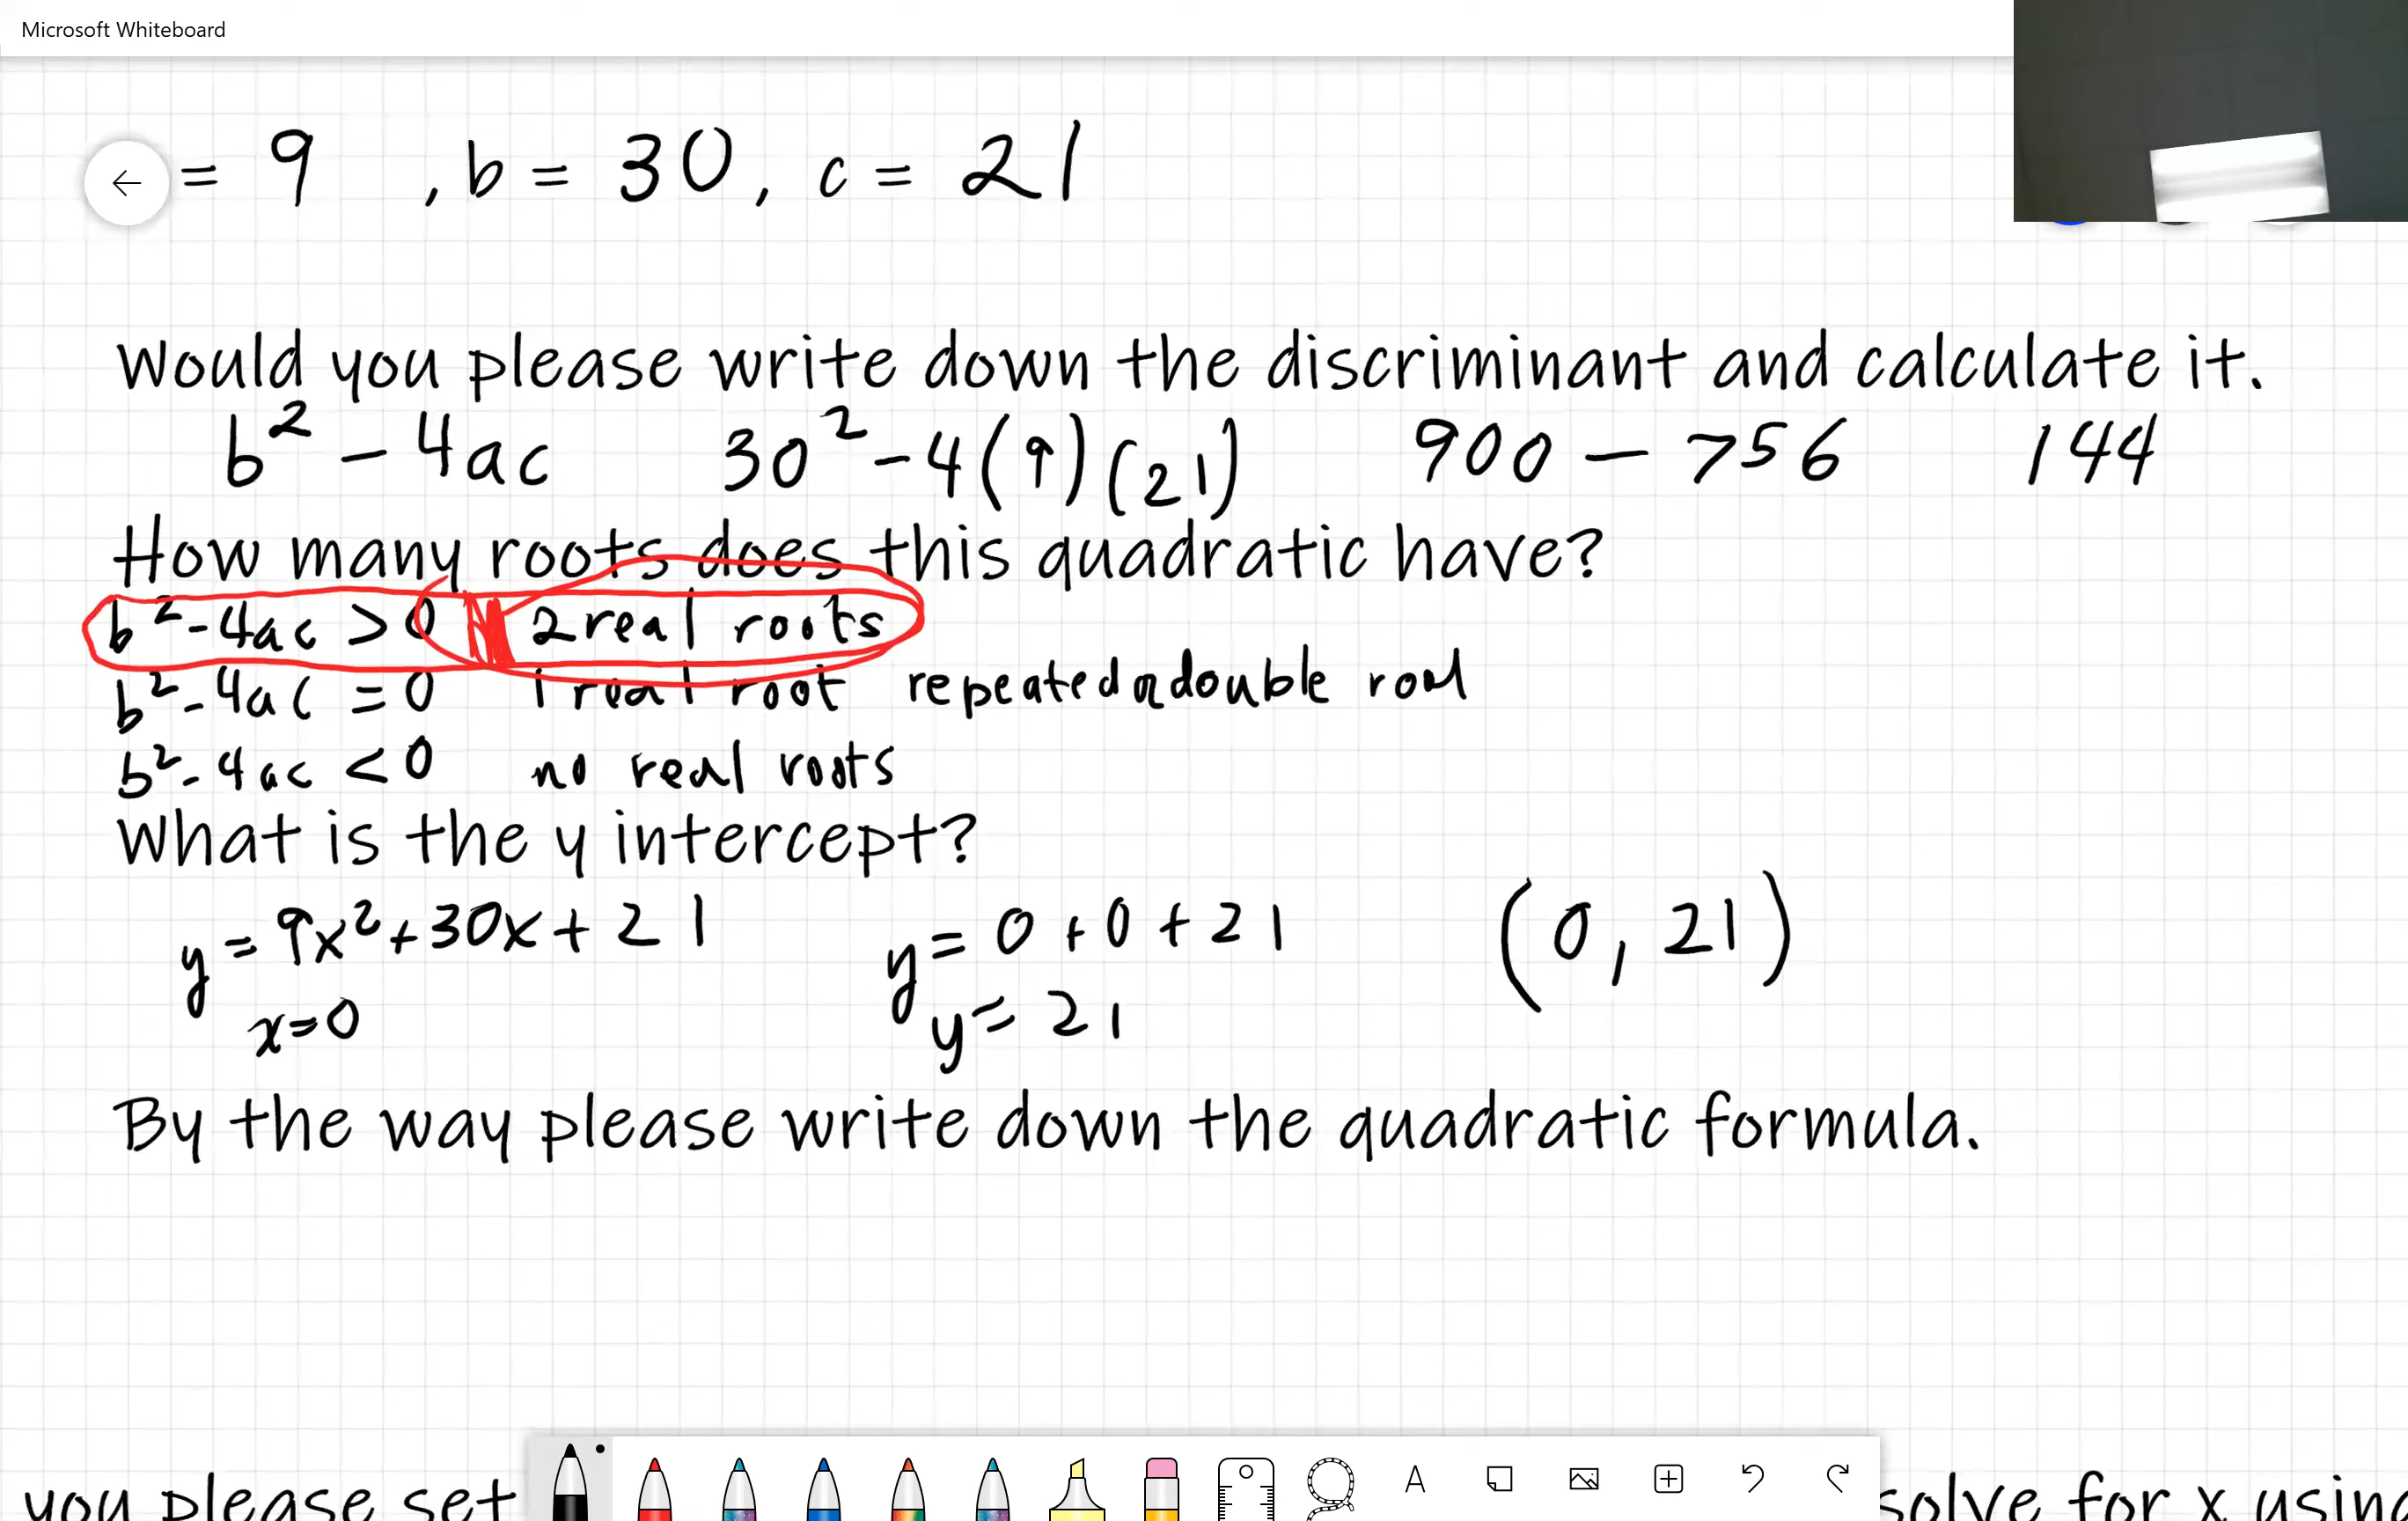 Microsoft Whiteboard
= 9 , b = 30, c = 21
Would you please write down the discriminant and calculate it.
b² - 4ac 30² - 4(9)(21) 900 - 756 144
How many roots does this quadratic have?
b² - 4ac > 0 2 real roots
b² - 4ac = 0 1 real root repeated or double root
b² - 4ac < 0 no real roots
What is the y intercept?
y = 9x² + 30x + 21 y = 0 + 0 + 21 (0, 21)
x = 0 y = 21
By the way please write down the quadratic formula.
you please set solve for x using
A